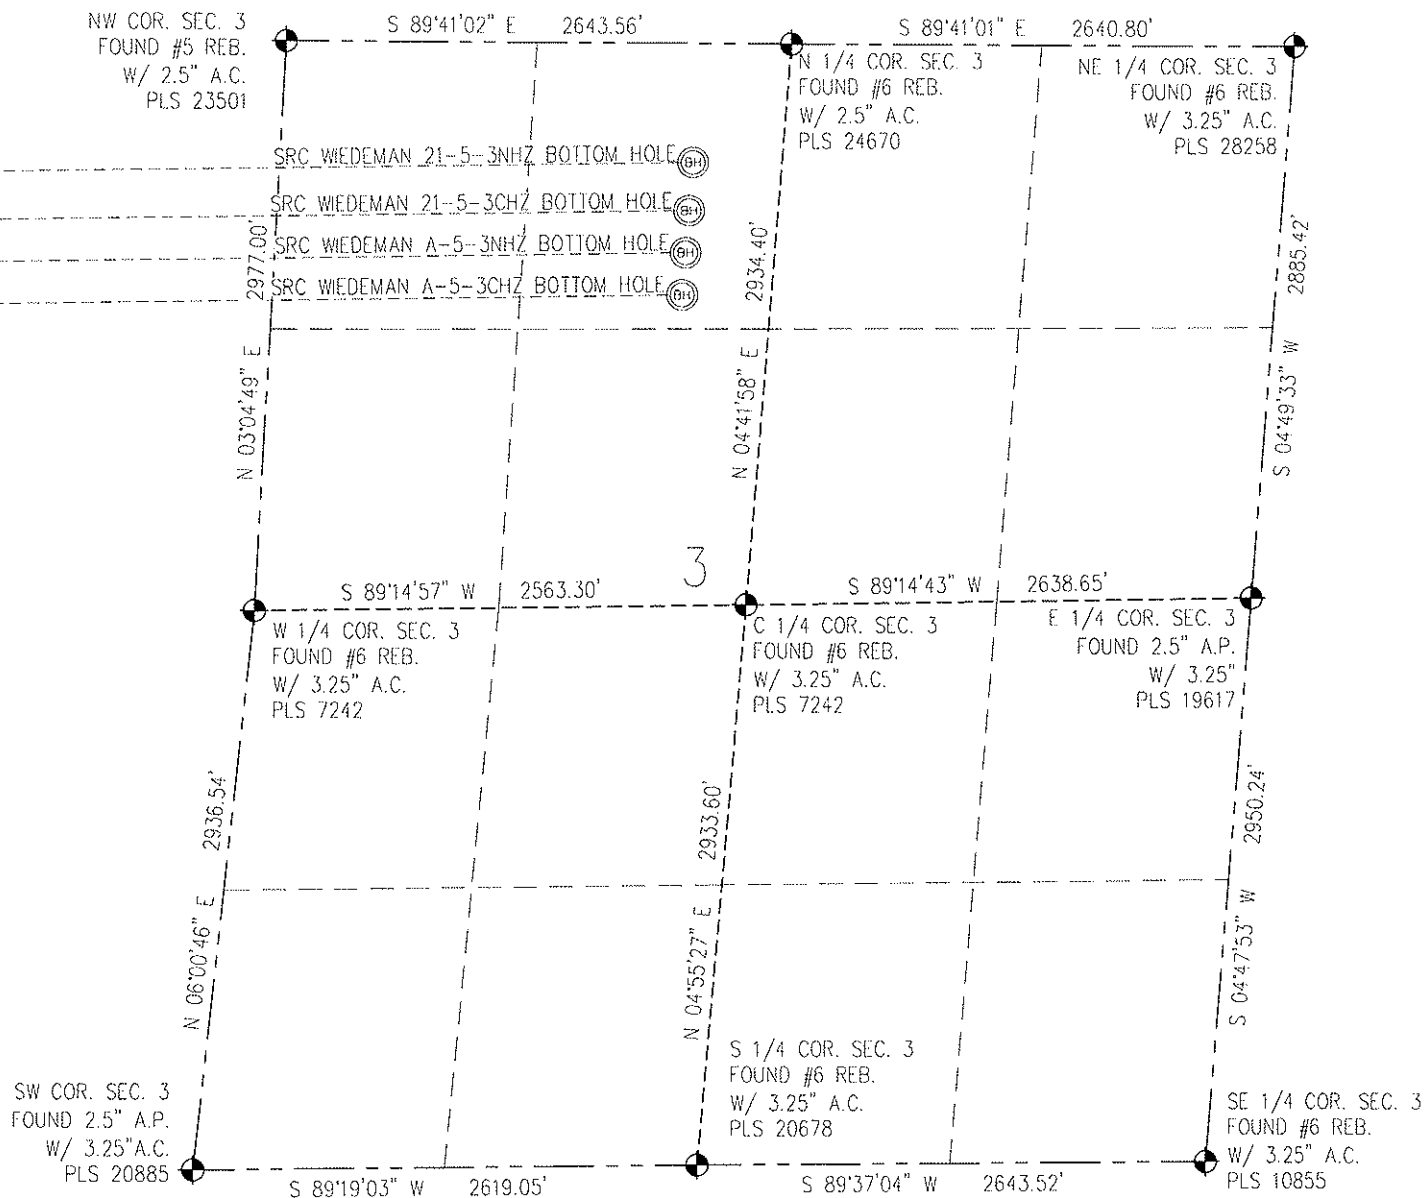 NW COR. SEC. 3
FOUND #5 REB.
W/ 2.5" A.C.
PLS 23501
S 89°41'02" E 2643.56'
S 89°41'01" E 2640.80'
N 1/4 COR. SEC. 3
FOUND #6 REB.
W/ 2.5" A.C.
PLS 24670
NE 1/4 COR. SEC. 3
FOUND #6 REB.
W/ 3.25" A.C.
PLS 28258
SRC WIEDEMAN 21-5-3NHZ BOTTOM HOLE BH
SRC WIEDEMAN 21-5-3CHZ BOTTOM HOLE BH
SRC WIEDEMAN A-5-3NHZ BOTTOM HOLE BH
SRC WIEDEMAN A-5-3CHZ BOTTOM HOLE BH
N 03°04'49" E 2977.00'
N 04°41'58" E 2934.40'
S 04°49'33" W 2885.42'
3
S 89°14'57" W 2563.30'
S 89°14'43" W 2638.65'
W 1/4 COR. SEC. 3
FOUND #6 REB.
W/ 3.25" A.C.
PLS 7242
C 1/4 COR. SEC. 3
FOUND #6 REB.
W/ 3.25" A.C.
PLS 7242
E 1/4 COR. SEC. 3
FOUND 2.5" A.P.
W/ 3.25"
PLS 19617
N 06°00'46" E 2936.54'
N 04°55'27" E 2933.60'
S 04°47'53" W 2950.24'
SW COR. SEC. 3
FOUND 2.5" A.P.
W/ 3.25"A.C.
PLS 20885
S 1/4 COR. SEC. 3
FOUND #6 REB.
W/ 3.25" A.C.
PLS 20678
SE 1/4 COR. SEC. 3
FOUND #6 REB.
W/ 3.25" A.C.
PLS 10855
S 89°19'03" W 2619.05'
S 89°37'04" W 2643.52'